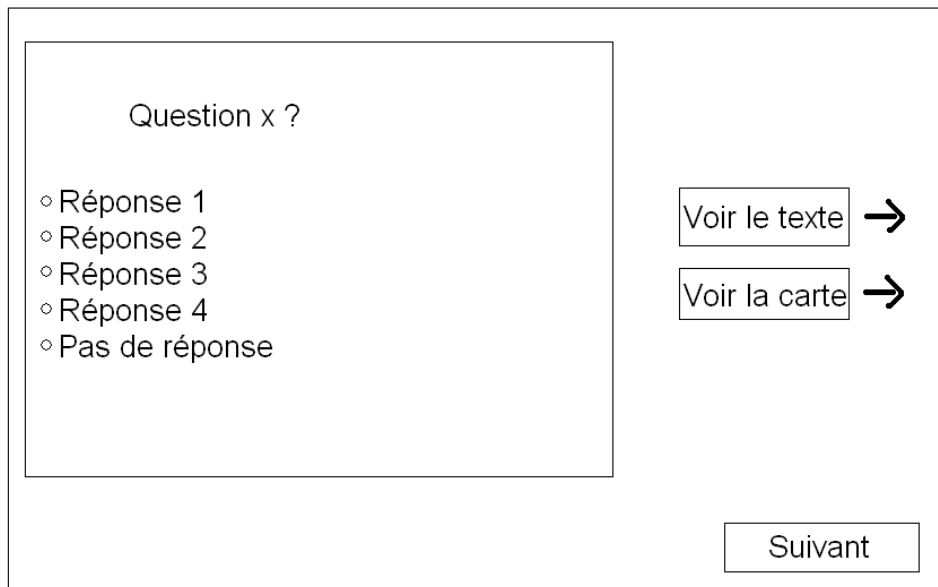 Question x ?
Réponse 1
Réponse 2
Réponse 3
Réponse 4
Pas de réponse
Voir le texte
Voir la carte
Suivant